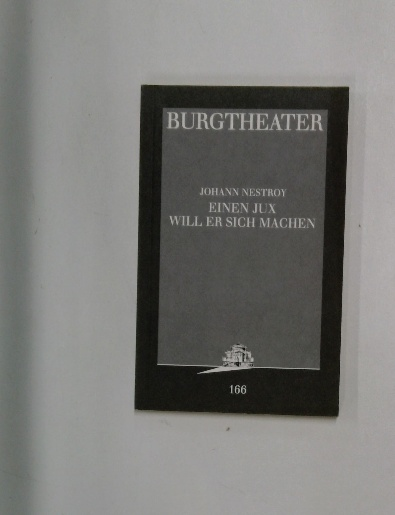 BURGTHEATER
JOHANN NESTROY
EINEN JUX
WILL ER SICH MACHEN
166